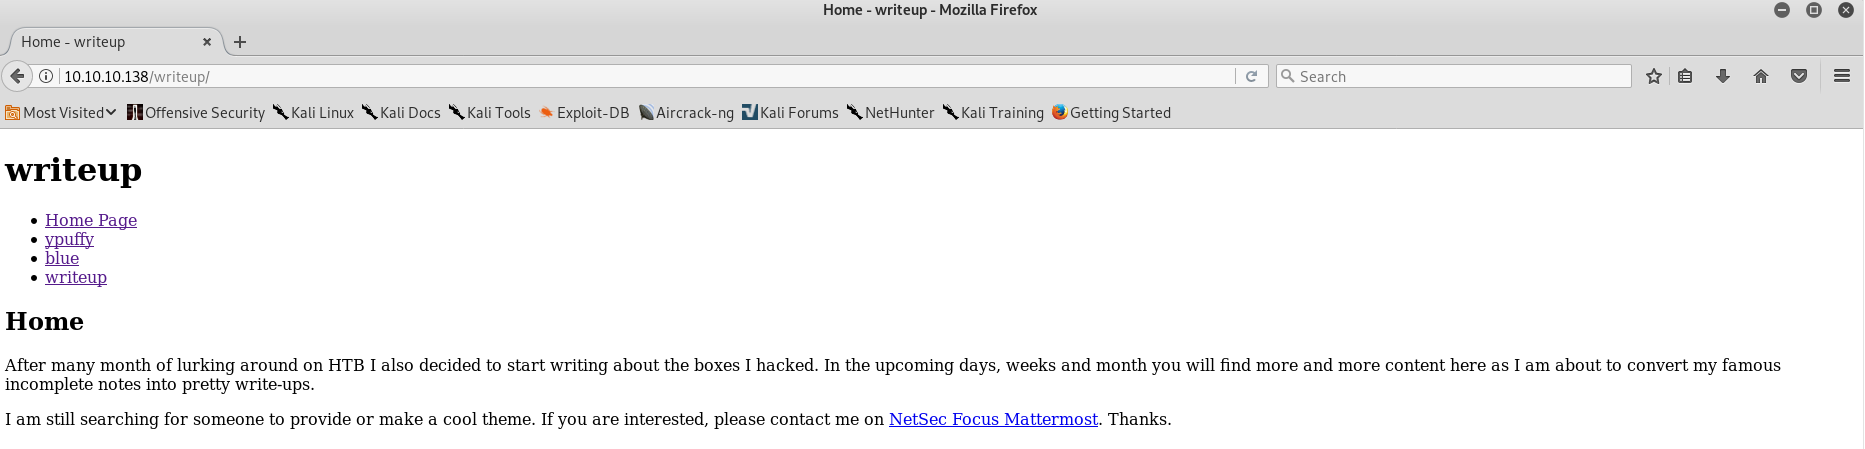 Home - writeup - Mozilla Firefox
Home - writeup
10.10.10.138/writeup/
Search
Most Visited Offensive Security Kali Linux Kali Docs Kali Tools Exploit-DB Aircrack-ng Kali Forums NetHunter Kali Training Getting Started
writeup
Home Page
ypuffy
blue
writeup
Home
After many month of lurking around on HTB I also decided to start writing about the boxes I hacked. In the upcoming days, weeks and month you will find more and more content here as I am about to convert my famous
incomplete notes into pretty write-ups.
I am still searching for someone to provide or make a cool theme. If you are interested, please contact me on NetSec Focus Mattermost. Thanks.